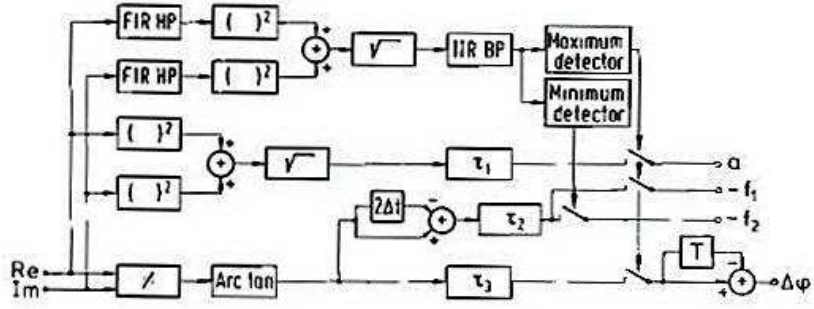 FIR HP
( )²
+
+
+
√
IIR BP
Maximum detector
FIR HP
( )²
Minimum detector
( )²
+
+
+
√
τ₁
a
( )²
2Δt
−
+
+
τ₂
−f₁
−f₂
Re
Im
⁒
Arc tan
τ₃
T
−
+
+
Δφ